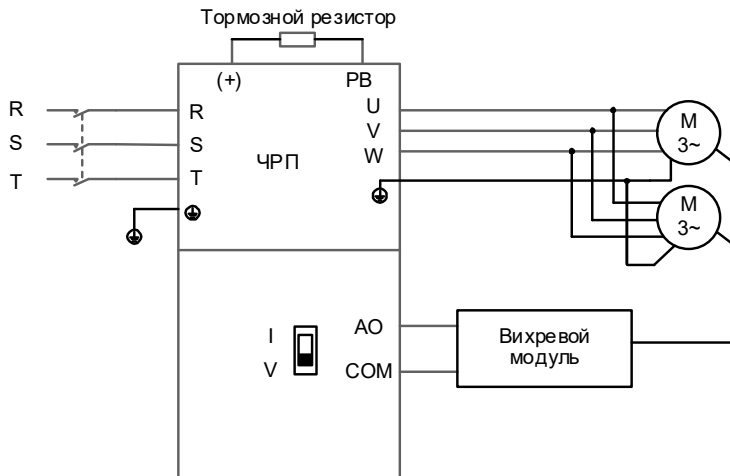 Тормозной резистор
(+) PB
R R U
S S V
T T W
ЧРП
M
3~
M
3~
I AO
V COM
Вихревой
модуль